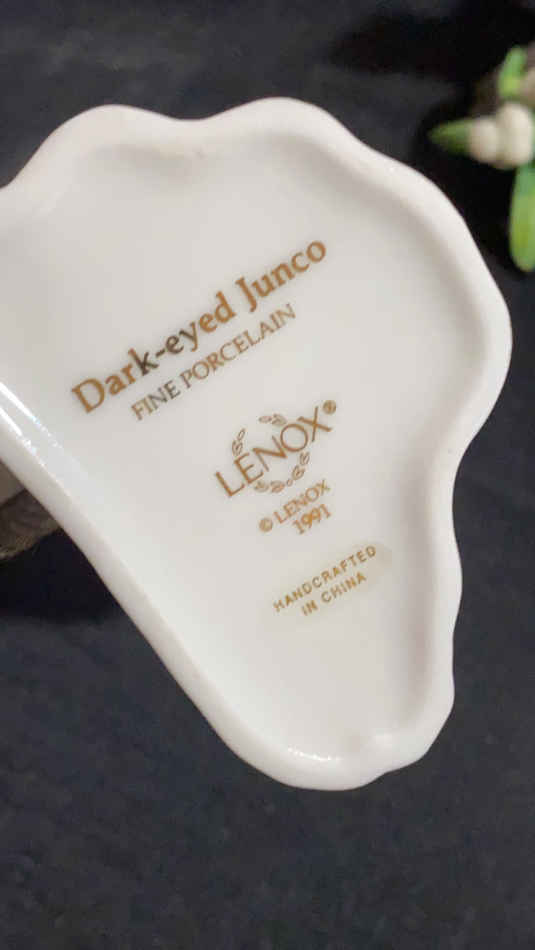 Dark-eyed Junco
FINE PORCELAIN
LENOX®
© LENOX
1991
HANDCRAFTED
IN CHINA